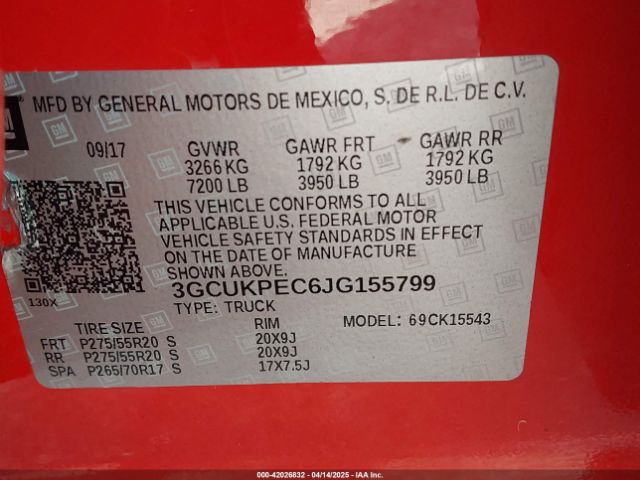 GM MFD BY GENERAL MOTORS DE MEXICO, S. DE R.L. DE C.V.
09/17 GVWR GAWR FRT GAWR RR
3266 KG 1792 KG 1792 KG
7200 LB 3950 LB 3950 LB
THIS VEHICLE CONFORMS TO ALL
APPLICABLE U.S. FEDERAL MOTOR
VEHICLE SAFETY STANDARDS IN EFFECT
ON THE DATE OF MANUFACTURE
SHOWN ABOVE.
3GCUKPEC6JG155799
130X TYPE: TRUCK
TIRE SIZE RIM MODEL: 69CK15543
FRT P275/55R20 S 20X9J
RR P275/55R20 S 20X9J
SPA P265/70R17 S 17X7.5J
000-42026832 - 04/14/2025 - IAAI.COM